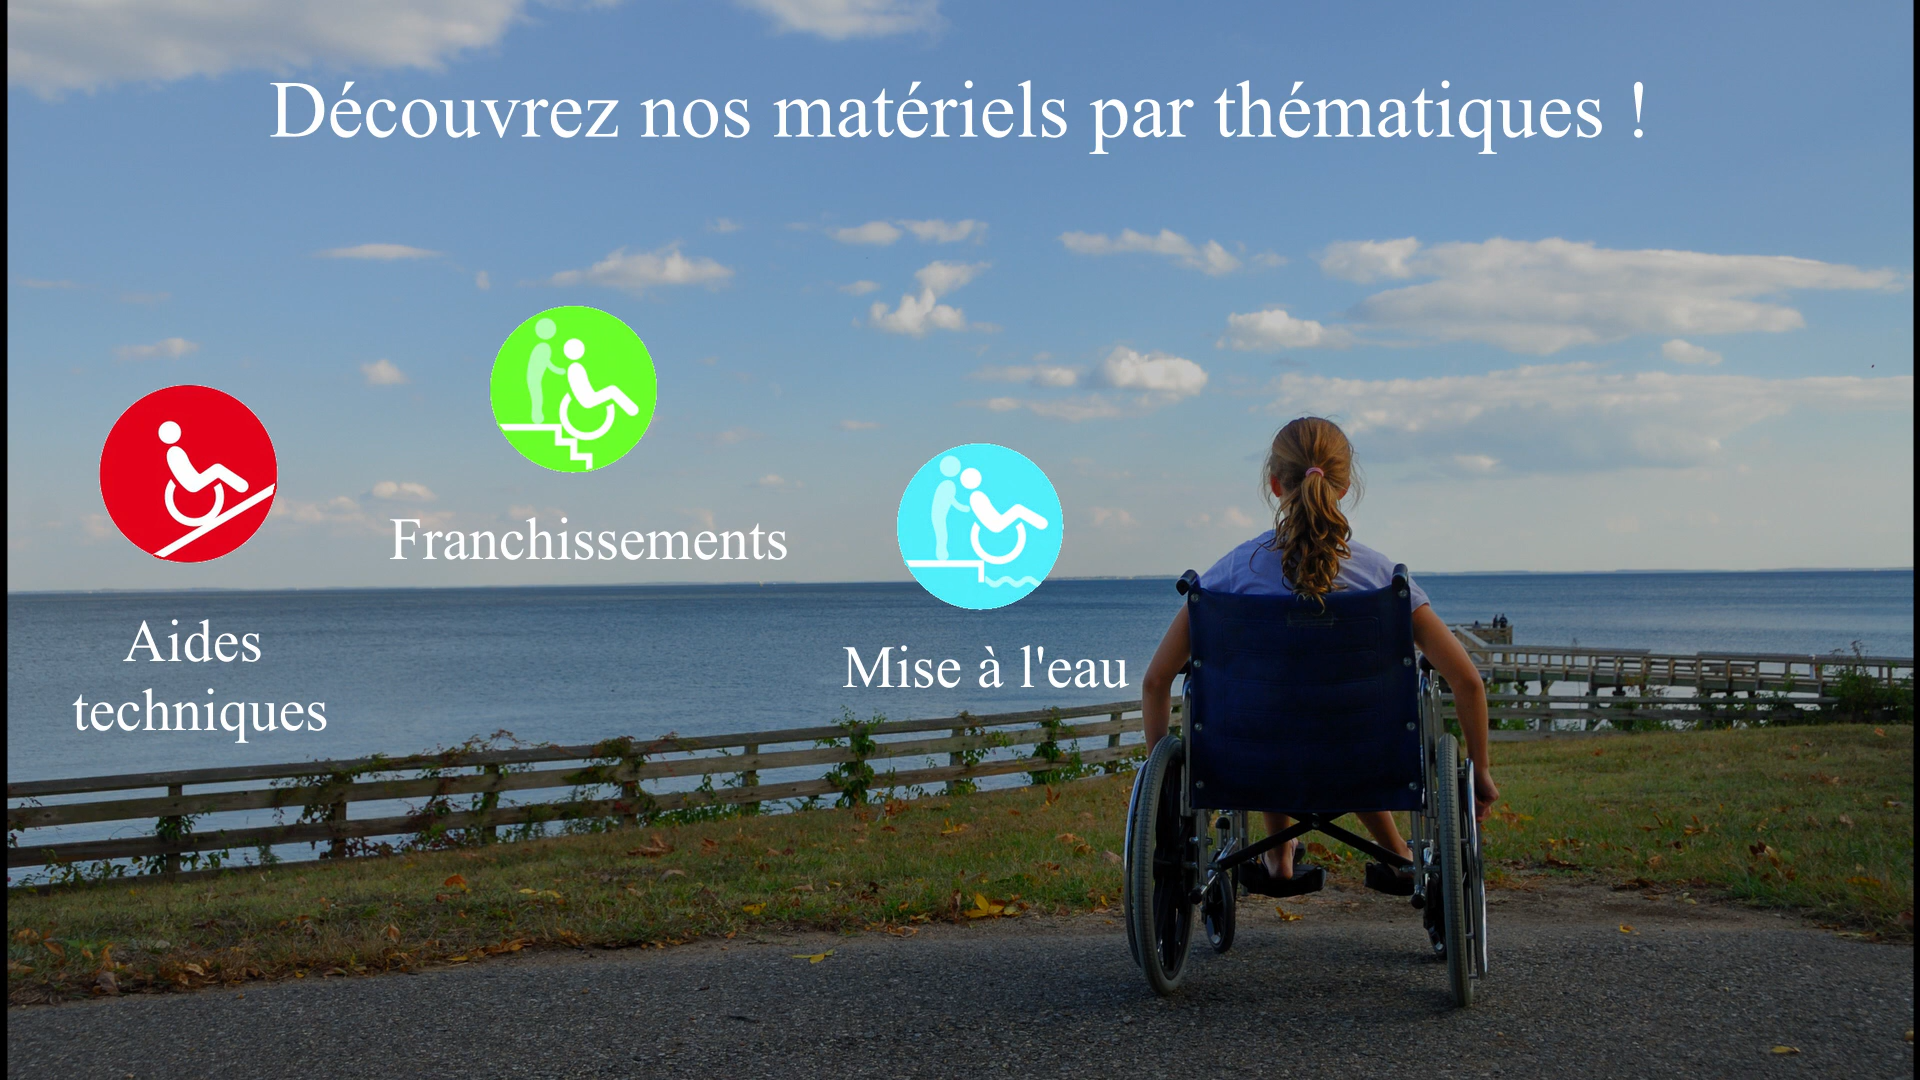 Découvrez nos matériels par thématiques !
Franchissements
Aides
techniques
Mise à l'eau